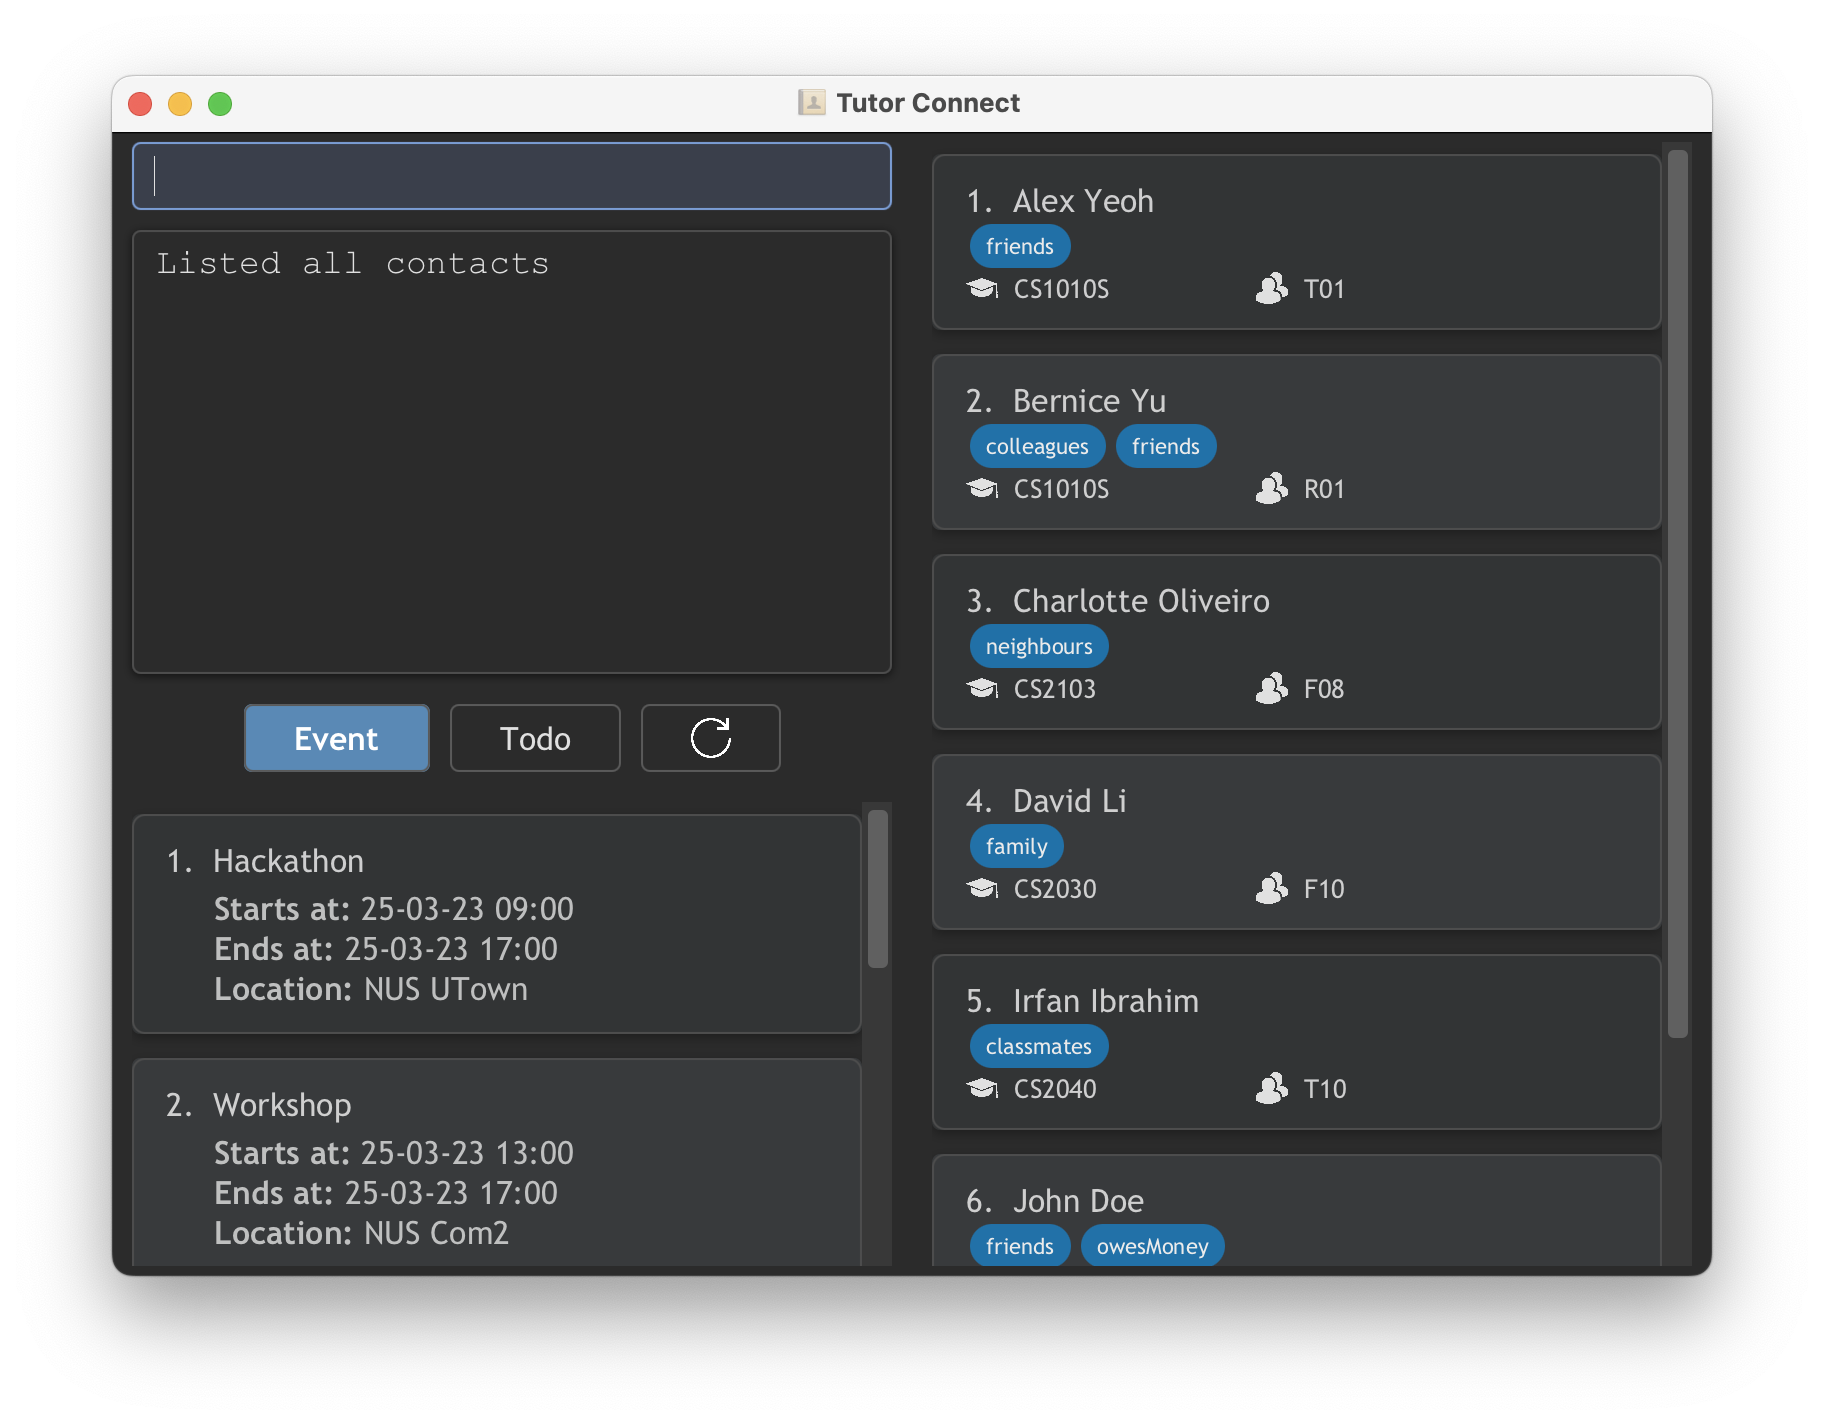 Tutor Connect
Listed all contacts
Event
Todo
1. Hackathon
Starts at: 25-03-23 09:00
Ends at: 25-03-23 17:00
Location: NUS UTown
2. Workshop
Starts at: 25-03-23 13:00
Ends at: 25-03-23 17:00
Location: NUS Com2
1. Alex Yeoh
friends
CS1010S T01
2. Bernice Yu
colleagues friends
CS1010S R01
3. Charlotte Oliveiro
neighbours
CS2103 F08
4. David Li
family
CS2030 F10
5. Irfan Ibrahim
classmates
CS2040 T10
6. John Doe
friends owesMoney